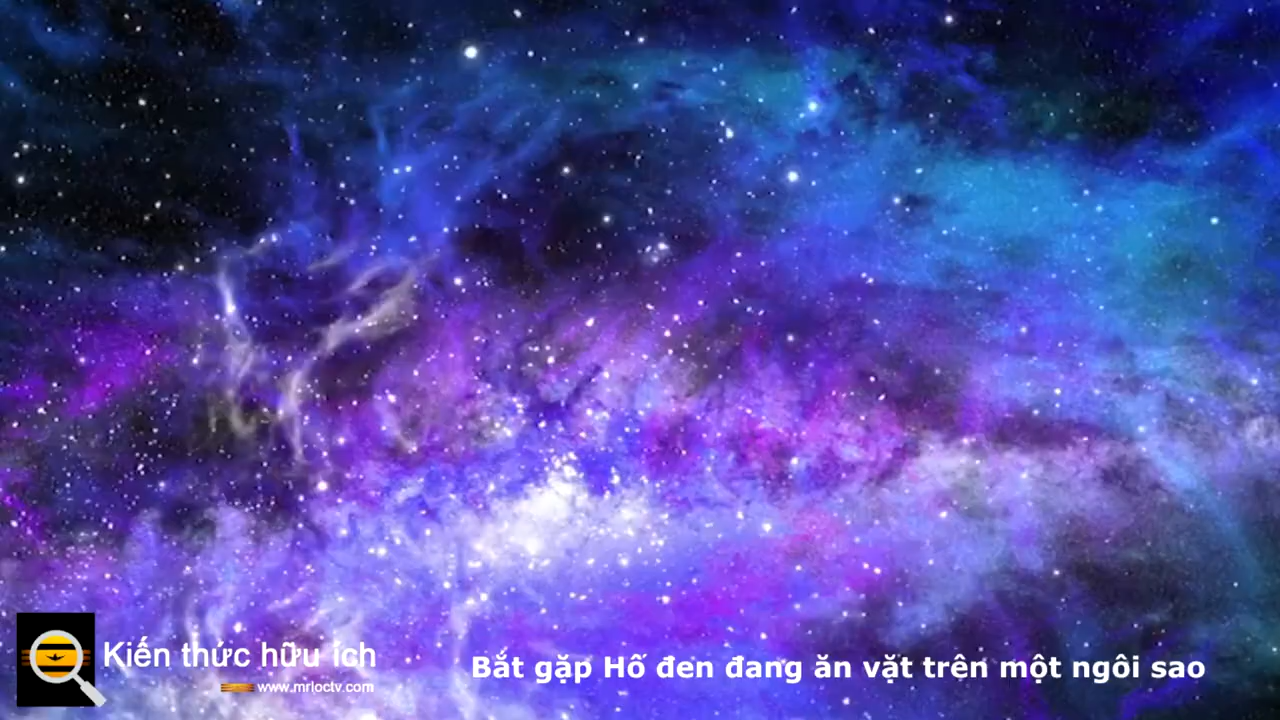 Kiến thức hữu ích
www.mrloctv.com
Bắt gặp Hố đen đang ăn vặt trên một ngôi sao